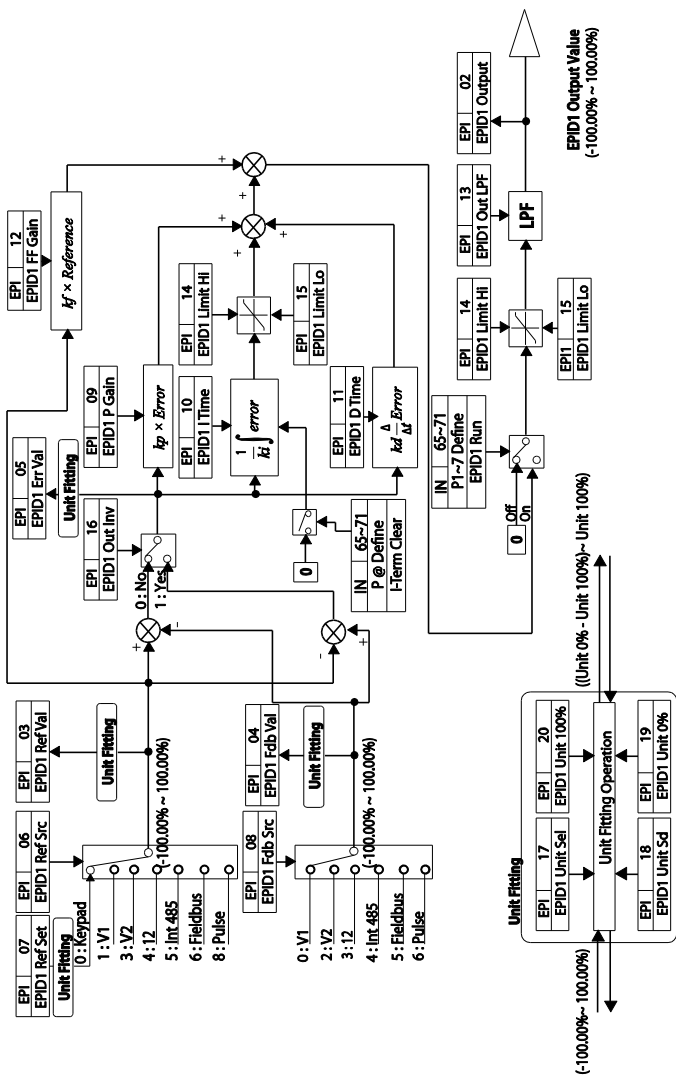 EPI 07
EPID1 Ref Set
Unit Fitting
EPI 06
EPID1 Ref Src
EPI 03
EPID1 Ref Val
Unit Fitting
0 : Keypad
1 : V1
3 : V2
4 : 12
5 : Int 485
6 : Fieldbus
8 : Pulse
(-100.00% ~ 100.00%)
EPI 08
EPID1 Fdb Src
EPI 04
EPID1 Fdb Val
Unit Fitting
0 : V1
2 : V2
3 : 12
4 : Int 485
5 : Fieldbus
6 : Pulse
(-100.00% ~ 100.00%)
+
-
-
+
EPI 16
EPID1 Out Inv
0 : No
1 : Yes
EPI 05
EPID1 Err Val
Unit Fitting
EPI 12
EPID1 FF Gain
kf × Reference
EPI 09
EPID1 P Gain
kp × Error
EPI 10
EPID1 I Time
1/ki ∫ error
0
IN 65~71
P @ Define
I-Term Clear
EPI 11
EPID1 D Time
kd Δ/Δt Error
EPI 14
EPID1 Limit Hi
EPI 15
EPID1 Limit Lo
+
+
+
+
+
IN 65~71
P1~7 Define
EPID1 Run
0
Off
On
EPI 14
EPID1 Limit Hi
EPI1 15
EPID1 Limit Lo
EPI 13
EPID1 Out LPF
LPF
EPI 02
EPID1 Output
EPID1 Output Value
(-100.00% ~ 100.00%)
Unit Fitting
EPI 17
EPID1 Unit Sel
EPI 20
EPID1 Unit 100%
Unit Fitting Operation
EPI 18
EPID1 Unit Sd
EPI 19
EPID1 Unit 0%
(-100.00%~ 100.00%)
((Unit 0% - Unit 100%)~ Unit 100%)